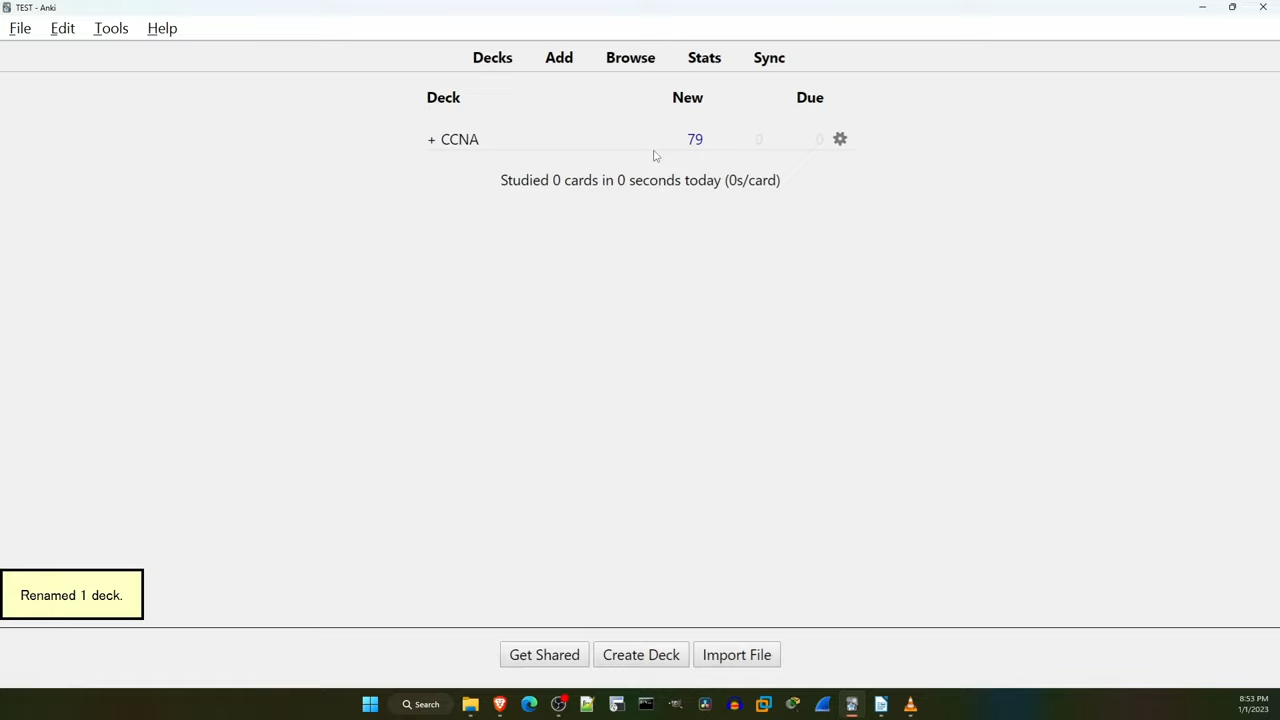 TEST - Anki
File Edit Tools Help
Decks Add Browse Stats Sync
Deck New Due
+ CCNA 79 0 0
Studied 0 cards in 0 seconds today (0s/card)
Renamed 1 deck.
Get Shared Create Deck Import File
Search
8:53 PM
1/1/2023